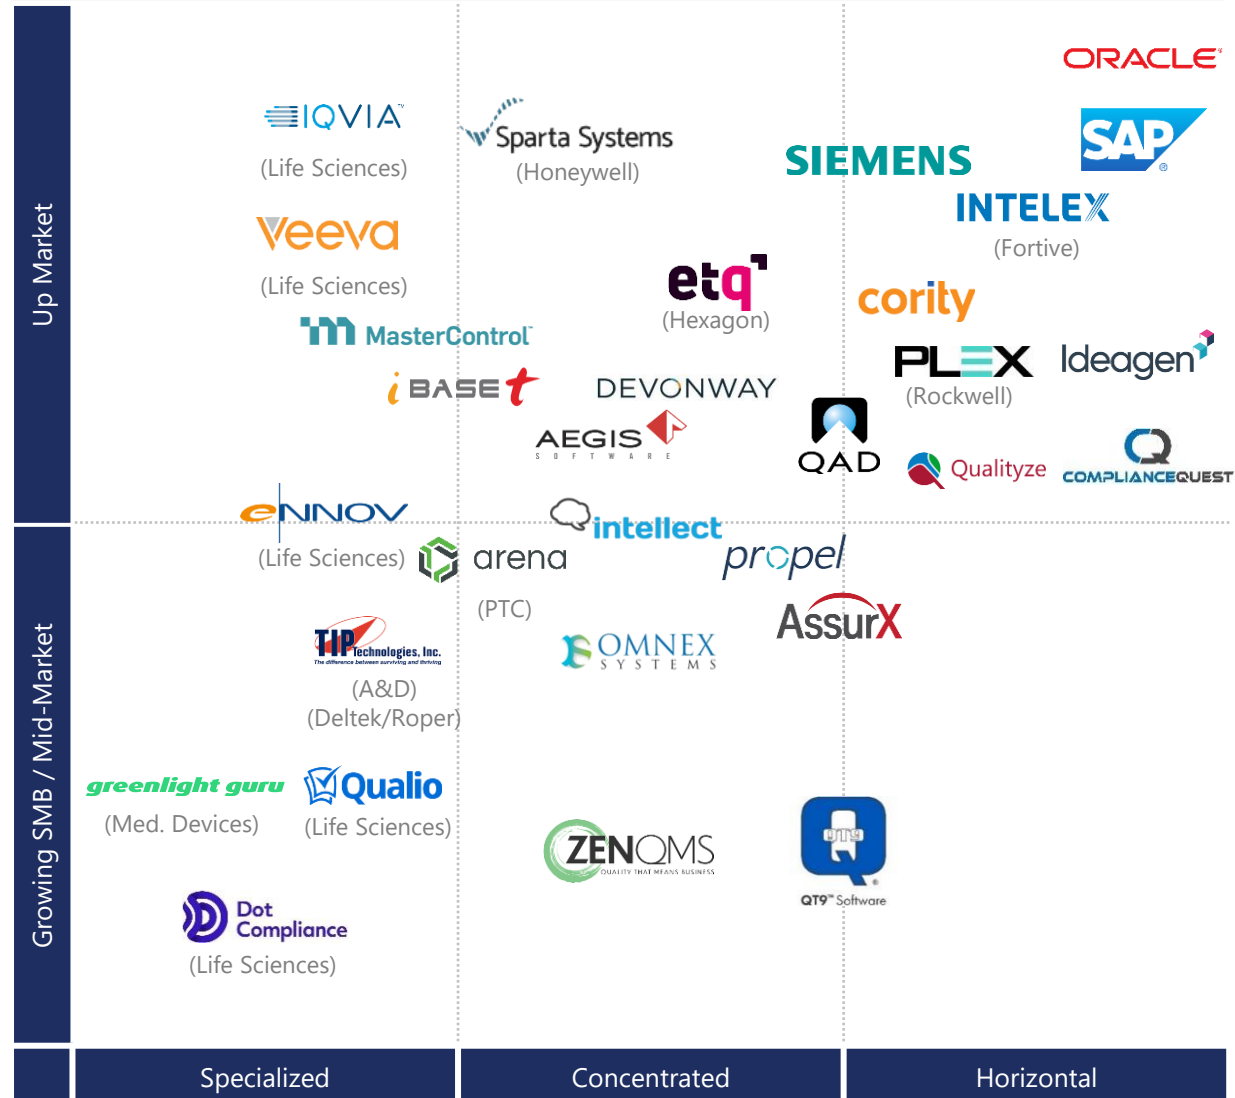 Up Market
ORACLE
IQVIA
(Life Sciences)
Sparta Systems
(Honeywell)
SIEMENS
SAP
INTELEX
(Fortive)
Veeva
(Life Sciences)
etq
(Hexagon)
cority
MasterControl
PLEX
(Rockwell)
Ideagen
iBASEt
DEVONWAY
AEGIS
SOFTWARE
QAD
Qualityze
COMPLIANCEQUEST
eNNOV
(Life Sciences)
intellect
Growing SMB / Mid-Market
arena
(PTC)
propel
AssurX
TIP Technologies, Inc.
The difference between surviving and thriving
(A&D)
(Deltek/Roper)
OMNEX
SYSTEMS
greenlight guru
(Med. Devices)
Qualio
(Life Sciences)
ZENQMS
QUALITY THAT MEANS BUSINESS
QT9
QT9™ Software
Dot
Compliance
(Life Sciences)
Specialized
Concentrated
Horizontal